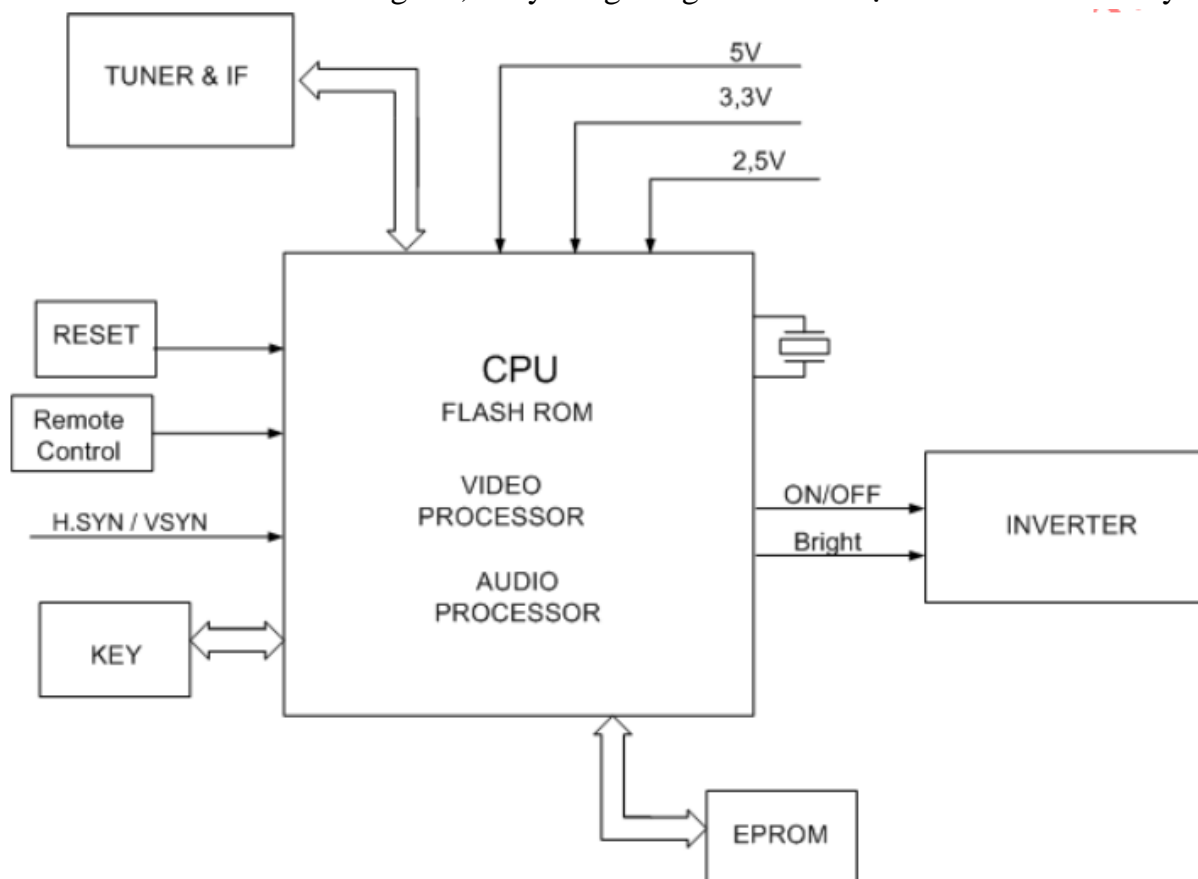 TUNER & IF
5V
3,3V
2,5V
RESET
Remote
Control
H.SYN / VSYN
KEY
CPU
FLASH ROM
VIDEO
PROCESSOR
AUDIO
PROCESSOR
ON/OFF
Bright
INVERTER
EPROM